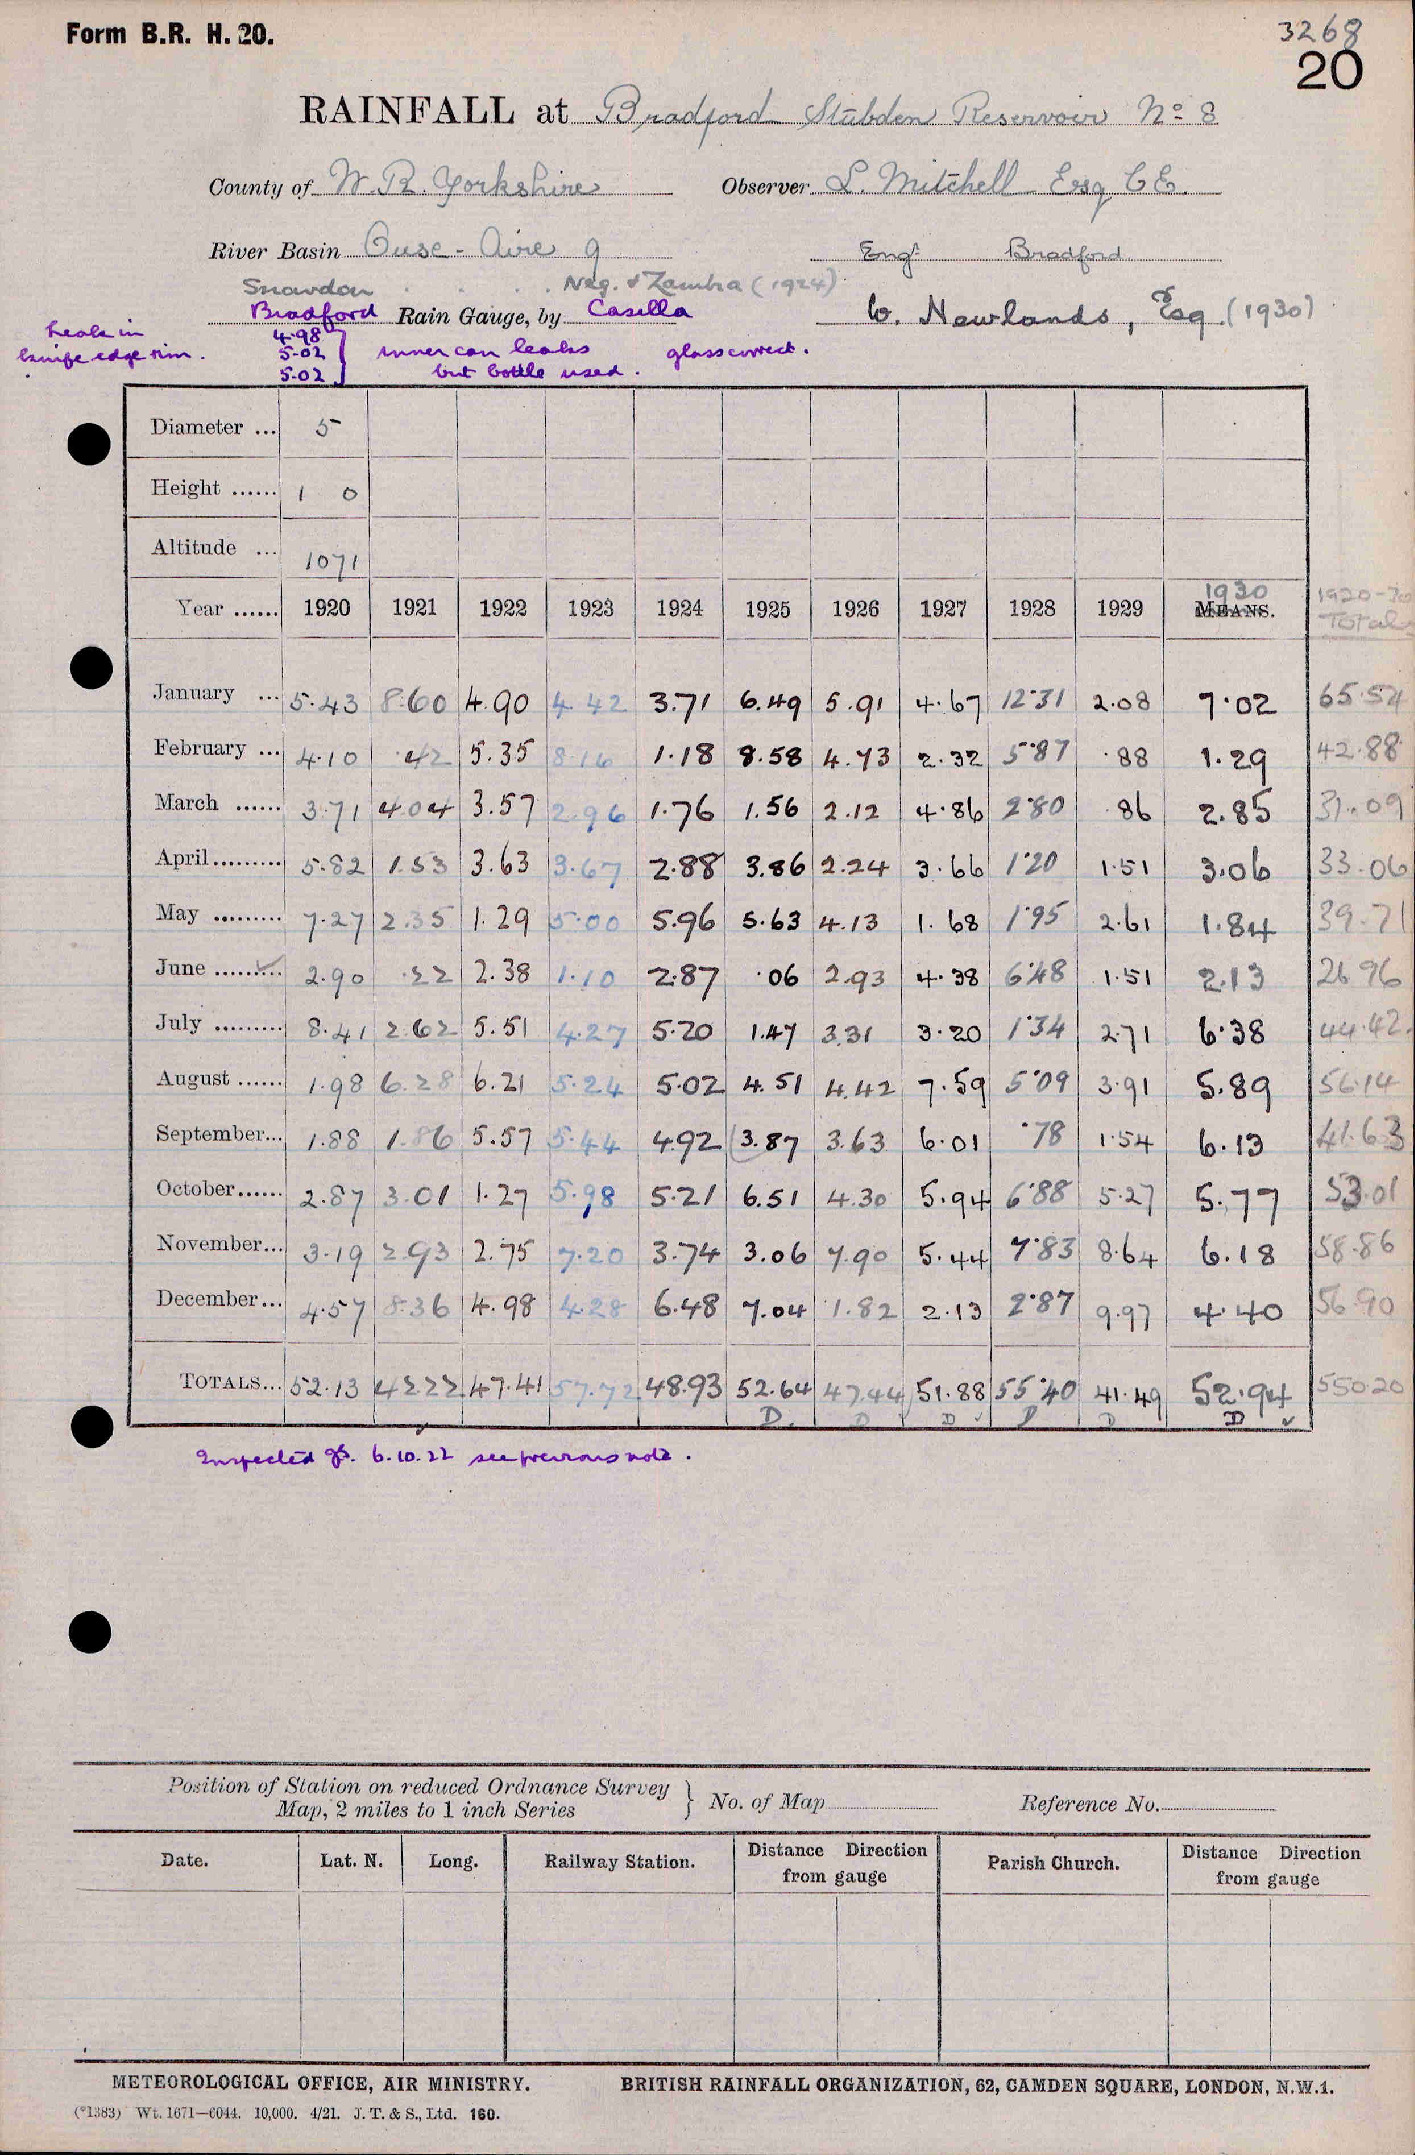 Form B.R. H. 20.
3268
20
RAINFALL at Bradford Stubden Reservoir No 8
County of W. R. Yorkshire Observer L. Mitchell Esq C.E.
River Basin Ouse - Aire 9 Engr Bradford
Snowdon . . . . Neg. & Zambra (1924)
Bradford Rain Gauge, by Casella W. Newlands, Esq. (1930)
Leak in
knife edge rim.
4.98
5.02
5.02
inner can leaks
but bottle used.
glass correct.
Diameter ... 5
Height ...... 1 0
Altitude ... 1071
Year ...... 1920 1921 1922 1923 1924 1925 1926 1927 1928 1929 MEANS. 1930 1920-30 Total
January ... 5.43 8.60 4.90 4.42 3.71 6.49 5.91 4.67 12.31 2.08 7.02 65.54
February ... 4.10 .42 5.35 8.16 1.18 8.58 4.73 2.32 5.87 .88 1.29 42.88
March ...... 3.71 4.04 3.57 2.96 1.76 1.56 2.12 4.86 2.80 .86 2.85 31.09
April ......... 5.82 1.53 3.63 3.67 2.88 3.86 2.24 3.66 1.20 1.51 3.06 33.06
May ......... 7.27 2.35 1.29 5.00 5.96 5.63 4.13 1.68 1.95 2.61 1.84 39.71
June ......... 2.90 .22 2.38 1.10 2.87 .06 2.93 4.38 6.48 1.51 2.13 26.96
July ......... 8.41 2.62 5.51 4.27 5.20 1.47 3.31 3.20 1.34 2.71 6.38 44.42
August ...... 1.98 6.28 6.21 5.24 5.02 4.51 4.42 7.59 5.09 3.91 5.89 56.14
September... 1.88 1.86 5.57 5.44 4.92 3.87 3.63 6.01 .78 1.54 6.13 41.63
October...... 2.87 3.01 1.27 5.98 5.21 6.51 4.30 5.94 6.88 5.27 5.77 53.01
November... 3.19 2.93 2.75 7.20 3.74 3.06 7.90 5.44 7.83 8.64 6.18 58.86
December... 4.57 8.36 4.98 4.28 6.48 7.04 1.82 2.13 2.87 9.97 4.40 56.90
TOTALS... 52.13 42.22 47.41 57.72 48.93 52.64 47.44 51.88 55.40 41.49 52.94 550.20
D. D D D D D
Inspected 6.10.22 see previous note.
Position of Station on reduced Ordnance Survey
Map, 2 miles to 1 inch Series } No. of Map Reference No.
Date. Lat. N. Long. Railway Station. Distance Direction from gauge Parish Church. Distance Direction from gauge
METEOROLOGICAL OFFICE, AIR MINISTRY. BRITISH RAINFALL ORGANIZATION, 62, CAMDEN SQUARE, LONDON, N.W.1.
(*1383) Wt. 1671—6044. 10,000. 4/21. J. T. & S., Ltd. 160.